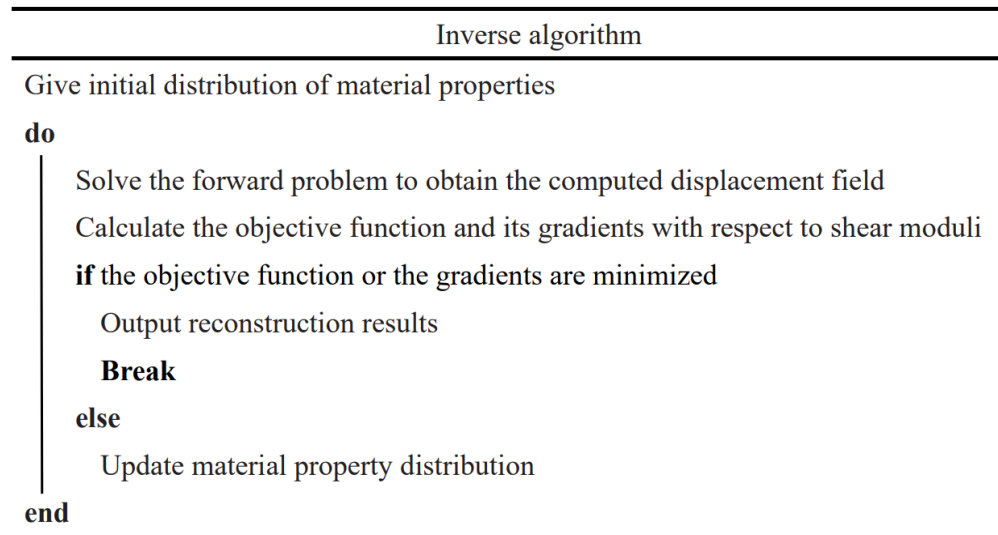 Inverse algorithm
Give initial distribution of material properties
do
Solve the forward problem to obtain the computed displacement field
Calculate the objective function and its gradients with respect to shear moduli
if the objective function or the gradients are minimized
Output reconstruction results
Break
else
Update material property distribution
end